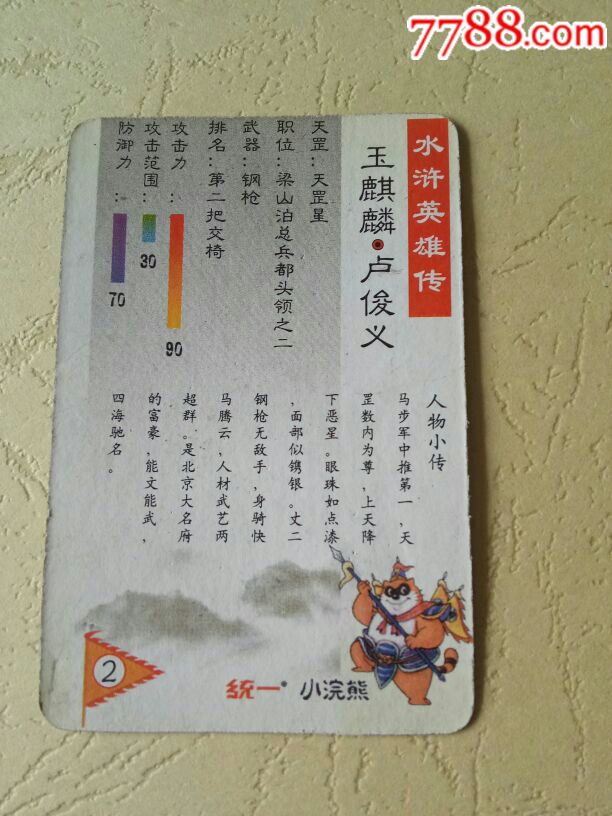 7788.com
水浒英雄传
玉麒麟·卢俊义
天罡：天罡星
职位：梁山泊总兵都头领之二
武器：钢枪
排名：第二把交椅
攻击力：
90
攻击范围：
30
防御力：
70
人物小传
马步军中推第一，天
罡数内为尊，上天降
下恶星。眼珠如点漆
，面部似镌银。丈二
钢枪无敌手，身骑快
马腾云，人材武艺两
超群。是北京大名府
的富豪，能文能武，
四海驰名。
2
统一® 小浣熊